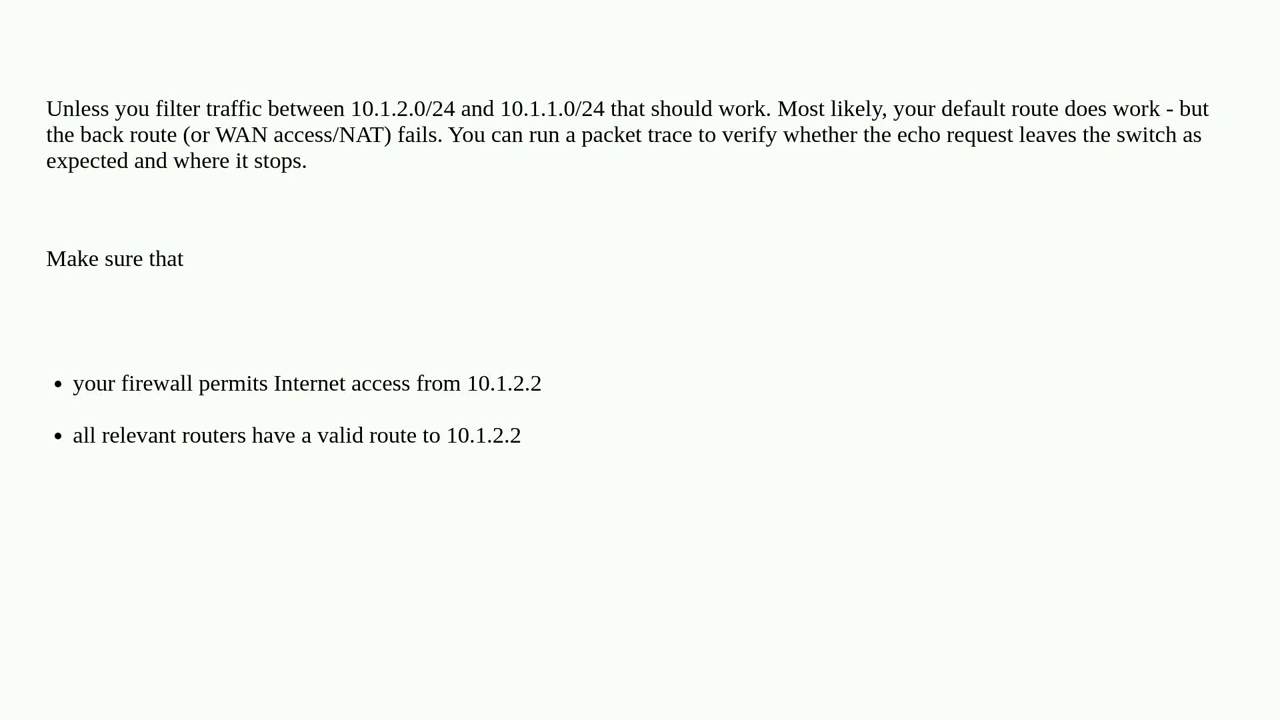 Unless you filter traffic between 10.1.2.0/24 and 10.1.1.0/24 that should work. Most likely, your default route does work - but
the back route (or WAN access/NAT) fails. You can run a packet trace to verify whether the echo request leaves the switch as
expected and where it stops.
Make sure that
• your firewall permits Internet access from 10.1.2.2
• all relevant routers have a valid route to 10.1.2.2